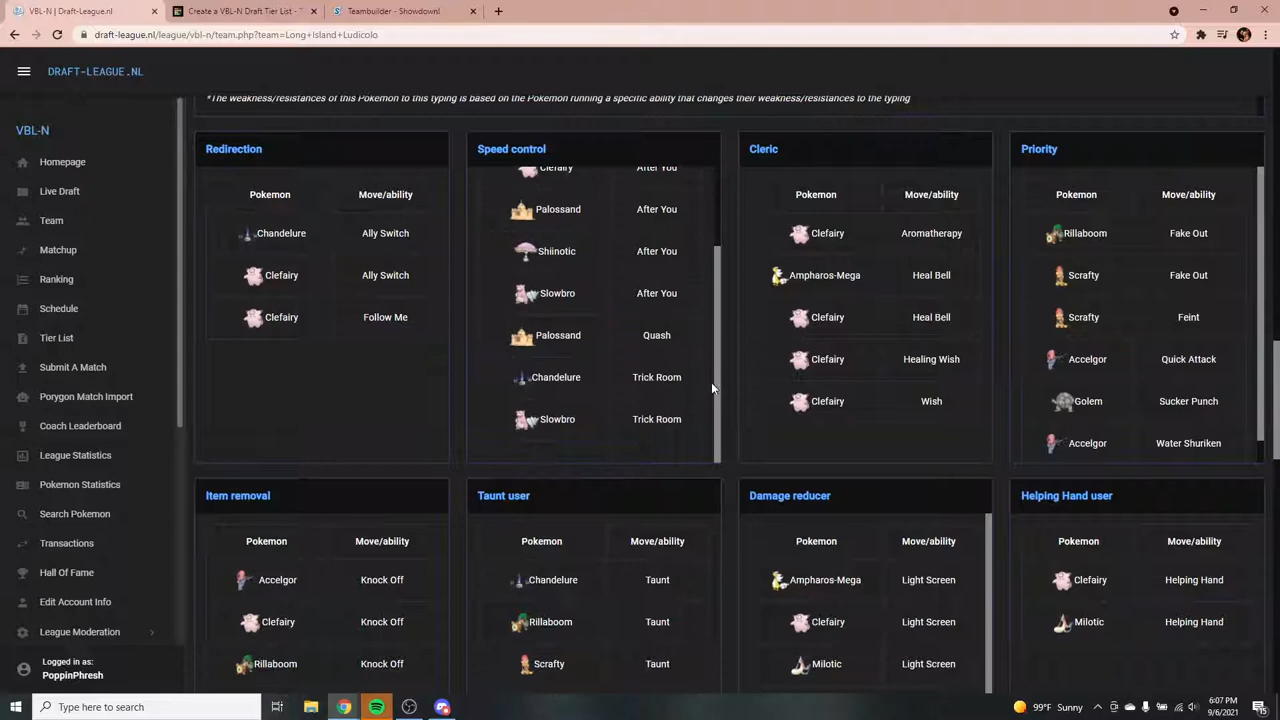 VBL-N | Draft-League.nl
Create a VBL-N Draft Tier List -
Teambuilder - Showdown!
draft-league.nl/league/vbl-n/team.php?team=Long+Island+Ludicolo
DRAFT-LEAGUE.NL
*The weakness/resistances of this Pokemon to this typing is based on the Pokemon running a specific ability that changes their weakness/resistances to the typing
VBL-N
Homepage
Live Draft
Team
Matchup
Ranking
Schedule
Tier List
Submit A Match
Porygon Match Import
Coach Leaderboard
League Statistics
Pokemon Statistics
Search Pokemon
Transactions
Hall Of Fame
Edit Account Info
League Moderation
Logged in as:
PoppinPhresh
Redirection
Pokemon Move/ability
Chandelure Ally Switch
Clefairy Ally Switch
Clefairy Follow Me
Speed control
Clefairy After You
Palossand After You
Shiinotic After You
Slowbro After You
Palossand Quash
Chandelure Trick Room
Slowbro Trick Room
Cleric
Pokemon Move/ability
Clefairy Aromatherapy
Ampharos-Mega Heal Bell
Clefairy Heal Bell
Clefairy Healing Wish
Clefairy Wish
Priority
Pokemon Move/ability
Rillaboom Fake Out
Scrafty Fake Out
Scrafty Feint
Accelgor Quick Attack
Golem Sucker Punch
Accelgor Water Shuriken
Item removal
Pokemon Move/ability
Accelgor Knock Off
Clefairy Knock Off
Rillaboom Knock Off
Taunt user
Pokemon Move/ability
Chandelure Taunt
Rillaboom Taunt
Scrafty Taunt
Damage reducer
Pokemon Move/ability
Ampharos-Mega Light Screen
Clefairy Light Screen
Milotic Light Screen
Helping Hand user
Pokemon Move/ability
Clefairy Helping Hand
Milotic Helping Hand
Type here to search
99°F Sunny
6:07 PM
9/6/2021
15